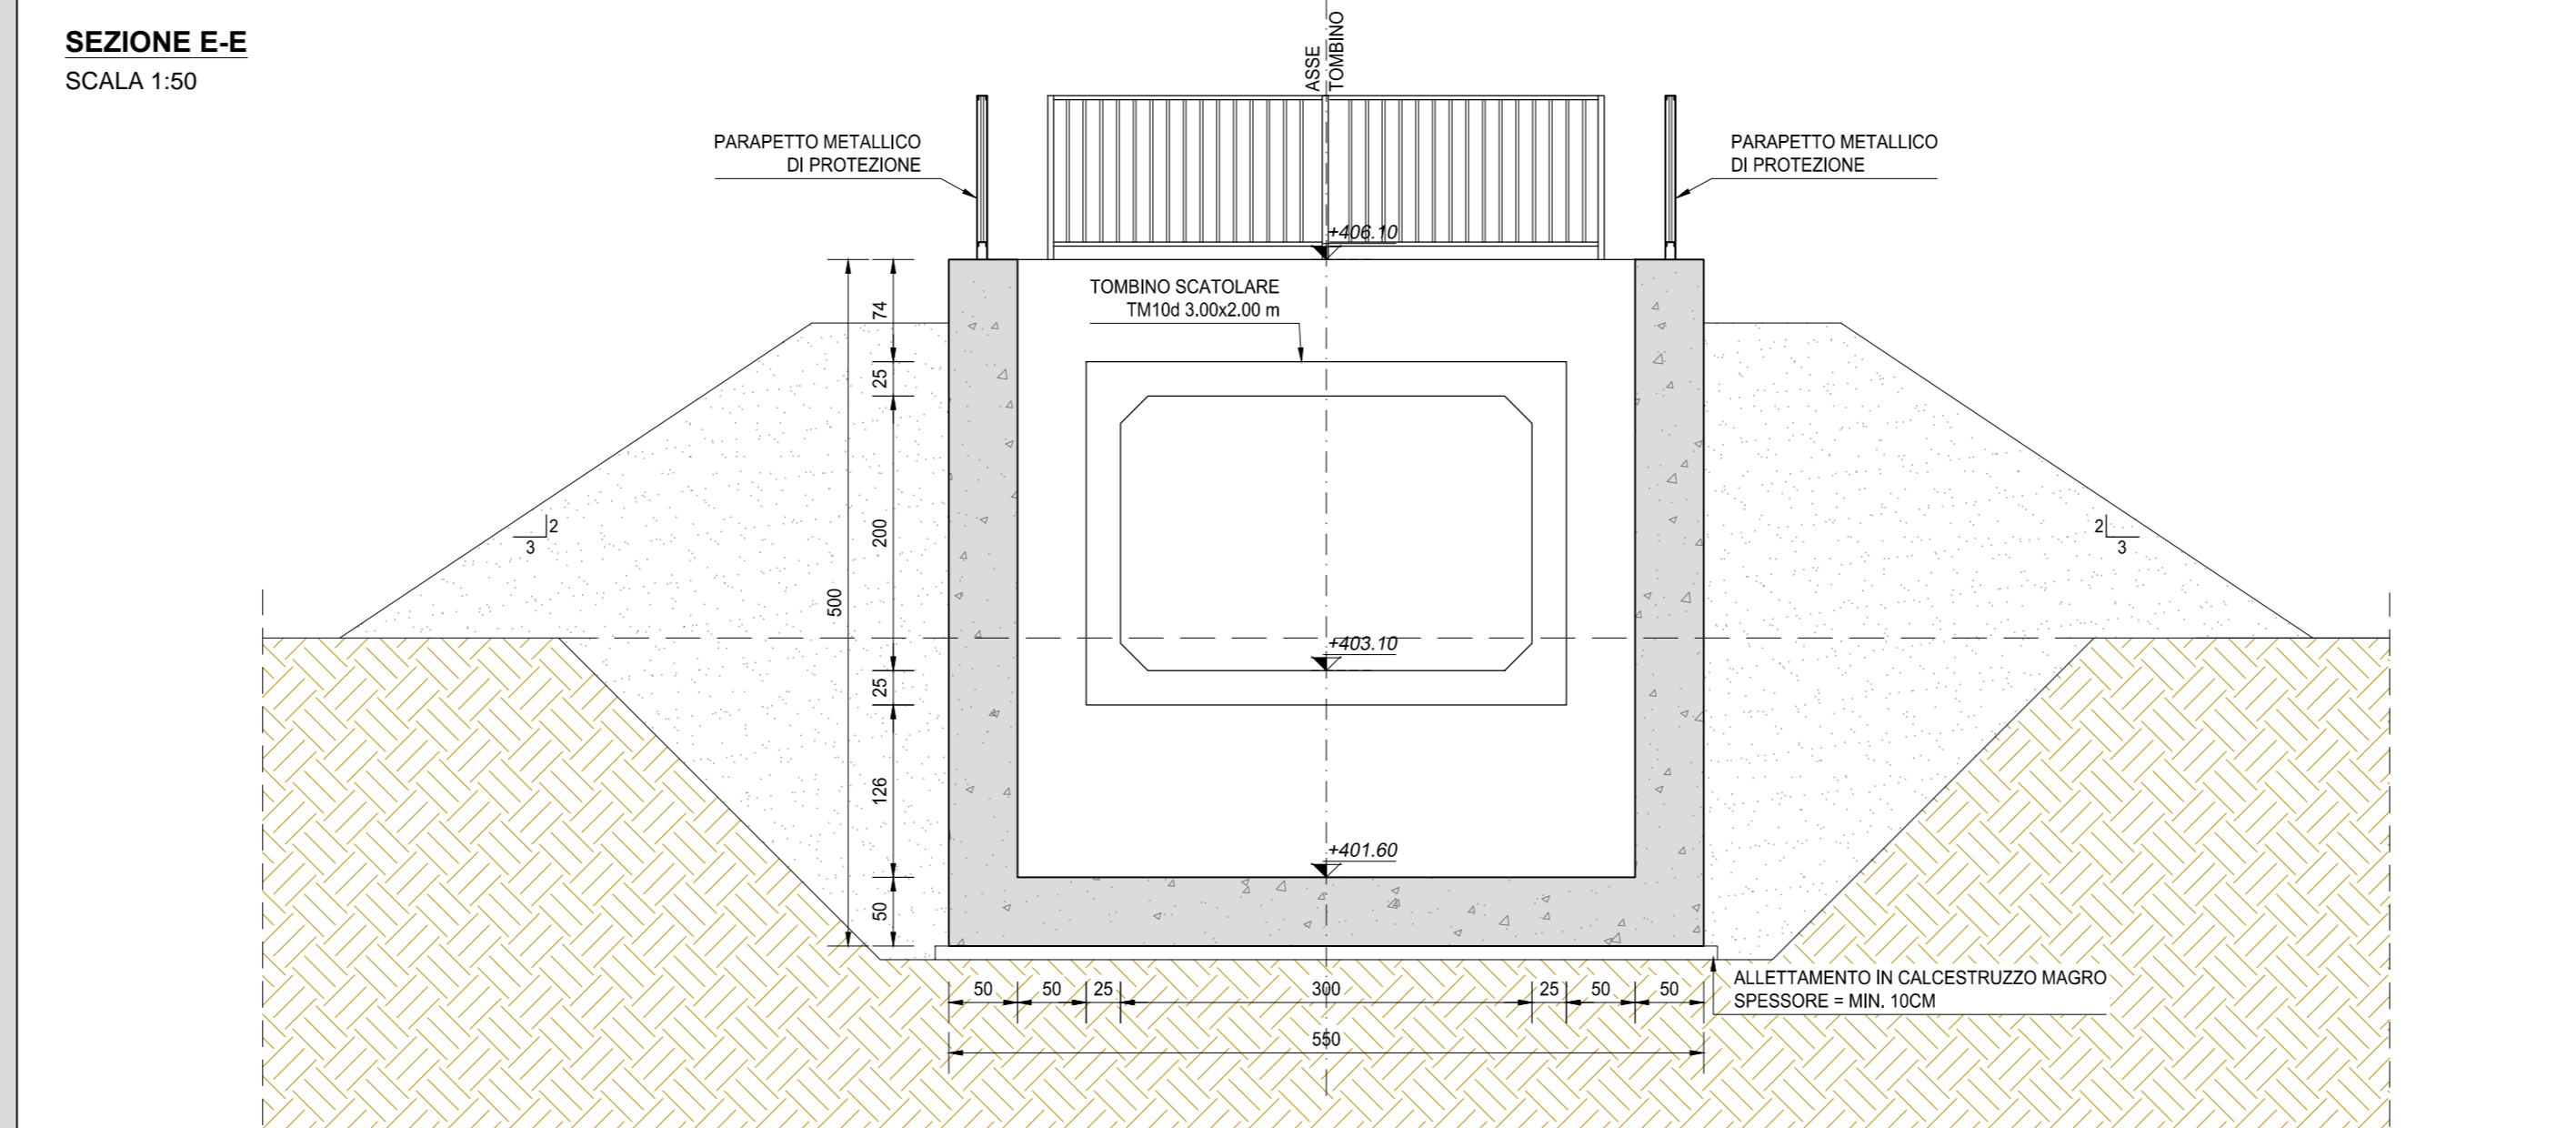 SEZIONE E-E
SCALA 1:50
ASSE
TOMBINO
PARAPETTO METALLICO
DI PROTEZIONE
PARAPETTO METALLICO
DI PROTEZIONE
+406.10
TOMBINO SCATOLARE
TM10d 3.00x2.00 m
74
25
200
500
25
126
50
2
3
2
3
+403.10
+401.60
50
50
25
300
25
50
50
550
ALLETTAMENTO IN CALCESTRUZZO MAGRO
SPESSORE = MIN. 10CM